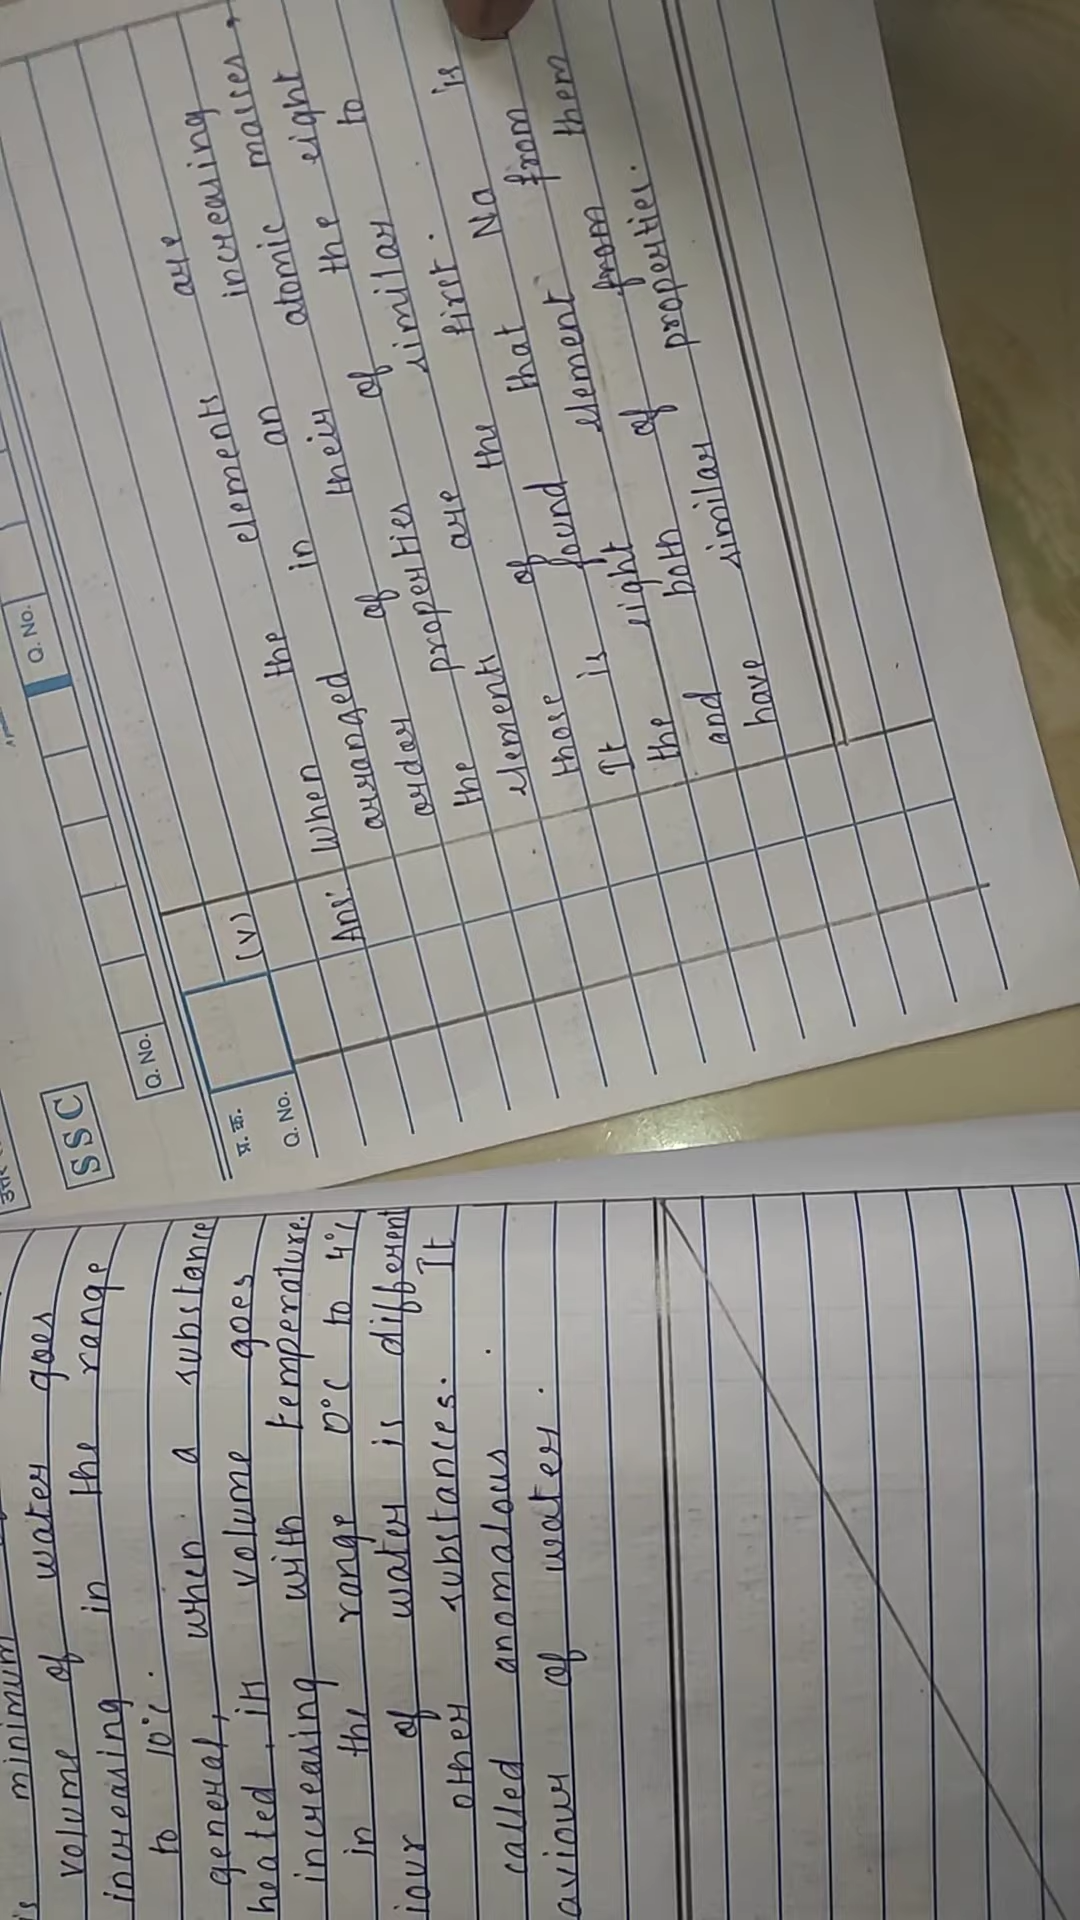 minimum
volume of water goes
increasing in the range
to 10°C.
general, when a substance
heated, its volume goes
increasing with temperature.
in the range 0°C to 4°C,
iour of water is different
other substances. It
called anomalous
aviour of water.
SSC
Q. No.
Q. No.
प्र. क्र.
Q. No.
(V)
Ans: When the elements are
arranged in an increasing
order of their atomic masses,
the properties of the eight
elements are similar to
those of the first.
It is found that Na is
the eight element from
and both element from them
have similar of properties.